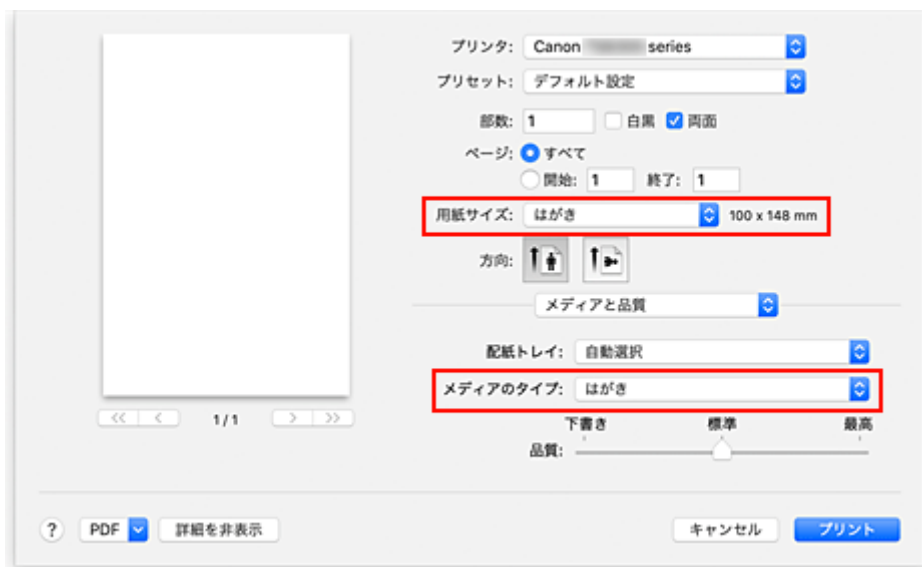 プリンタ: Canon series
プリセット: デフォルト設定
部数: 1 白黒 両面
ページ: すべて
開始: 1 終了: 1
用紙サイズ: はがき 100 x 148 mm
方向:
メディアと品質
配紙トレイ: 自動選択
メディアのタイプ: はがき
1 / 1
下書き 標準 最高
品質:
? PDF 詳細を非表示 キャンセル プリント